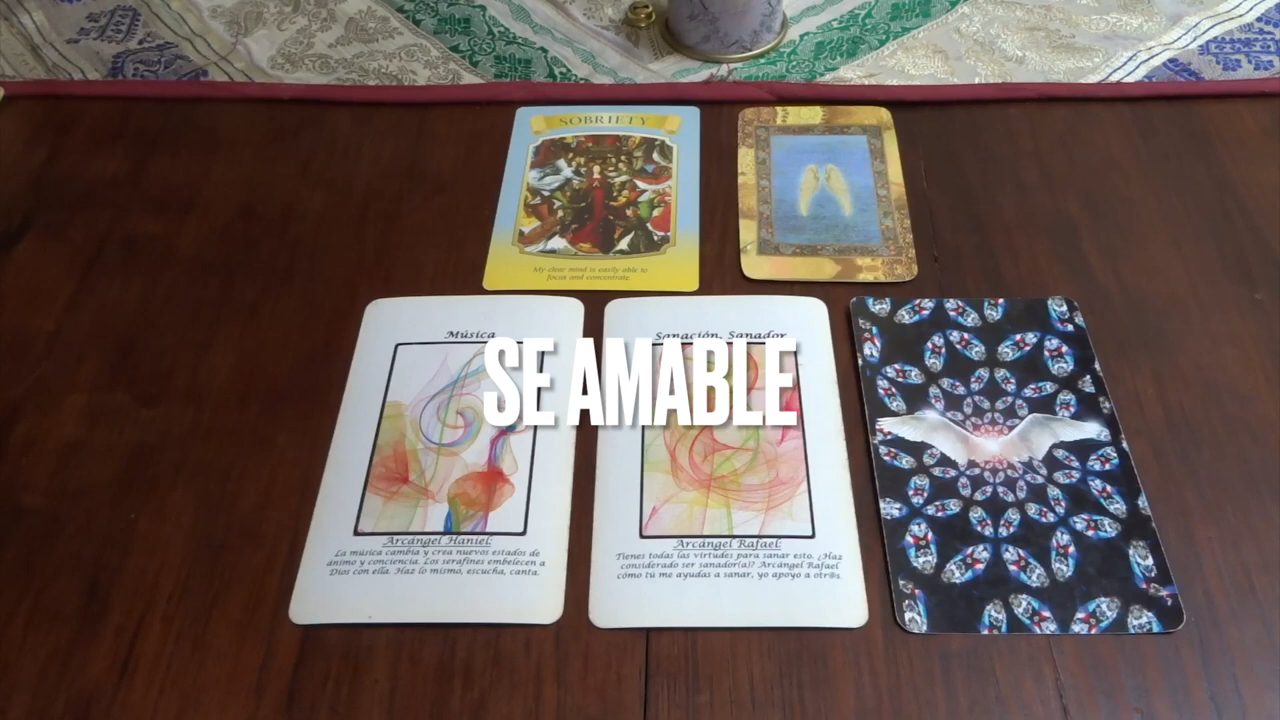 SOBRIETY
My clear mind is easily able to
focus and concentrate.
Música
Arcángel Haniel:
La música cambia y crea nuevos estados de
ánimo y conciencia. Los serafines embelecen a
Dios con ella. Haz lo mismo, escucha, canta.
Sanación, Sanador
Arcángel Rafael:
Tienes todas las virtudes para sanar esto. ¿Haz
considerado ser sanador(a)? Arcángel Rafael
cómo tú me ayudas a sanar, yo apoyo a otr@s.
SE AMABLE